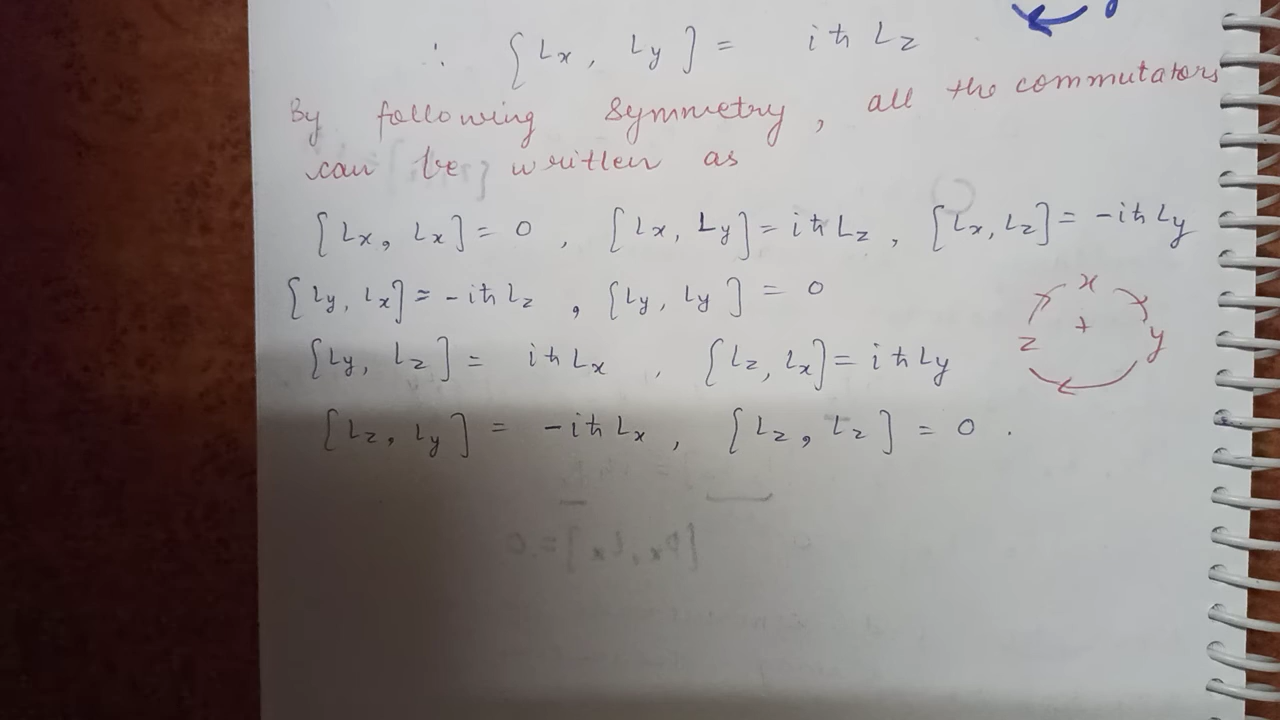 ∴ [Lx, Ly] = iħ Lz
By following symmetry, all the commutators
can be written as
[Lx, Lx] = 0 , [Lx, Ly] = iħ Lz , [Lx, Lz] = -iħ Ly
[Ly, Lx] = -iħ Lz , [Ly, Ly] = 0
x
+
z y
[Ly, Lz] = iħ Lx , [Lz, Lx] = iħ Ly
[Lz, Ly] = -iħ Lx , [Lz, Lz] = 0 .